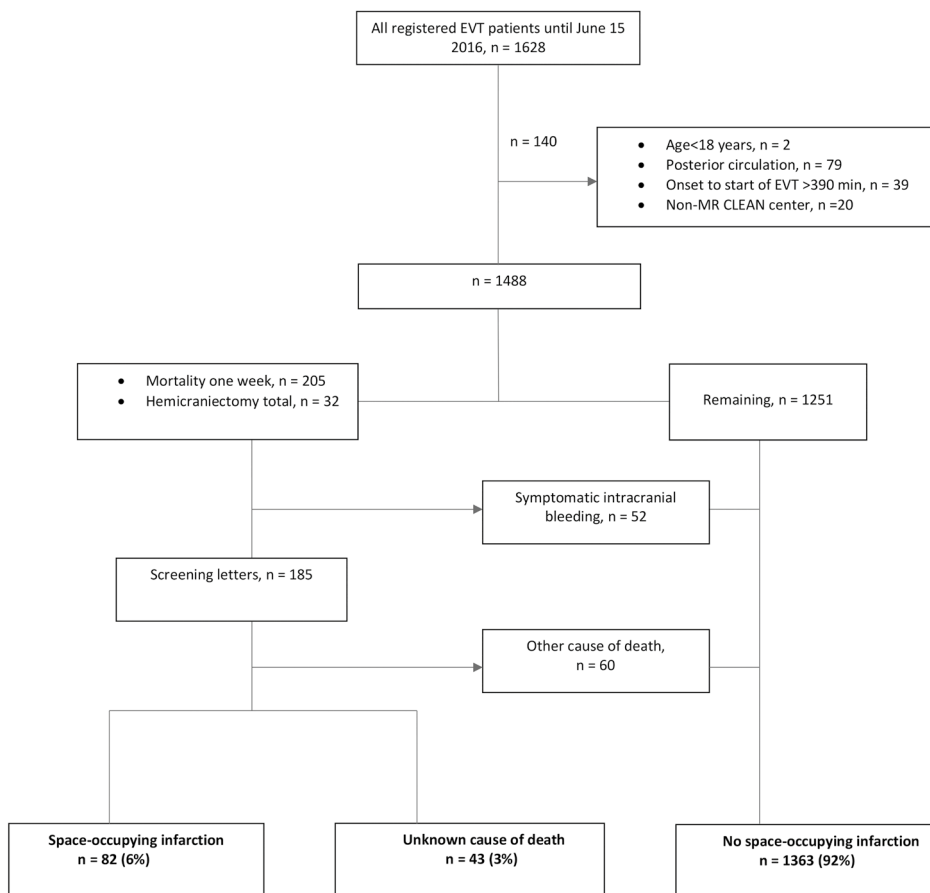 All registered EVT patients until June 15
2016, n = 1628
n = 140
• Age<18 years, n = 2
• Posterior circulation, n = 79
• Onset to start of EVT >390 min, n = 39
• Non-MR CLEAN center, n =20
n = 1488
• Mortality one week, n = 205
• Hemicraniectomy total, n = 32
Remaining, n = 1251
Symptomatic intracranial
bleeding, n = 52
Screening letters, n = 185
Other cause of death,
n = 60
Space-occupying infarction
n = 82 (6%)
Unknown cause of death
n = 43 (3%)
No space-occupying infarction
n = 1363 (92%)